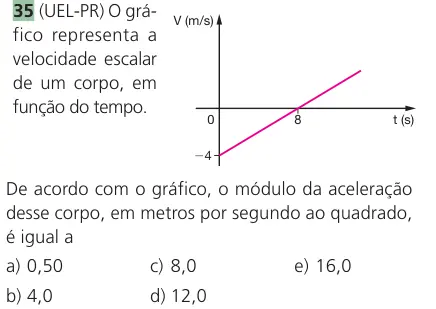 35 (UEL-PR) O grá-
fico representa a
velocidade escalar
de um corpo, em
função do tempo.
V (m/s)
0
8
t (s)
−4
De acordo com o gráfico, o módulo da aceleração
desse corpo, em metros por segundo ao quadrado,
é igual a
a) 0,50 c) 8,0 e) 16,0
b) 4,0 d) 12,0